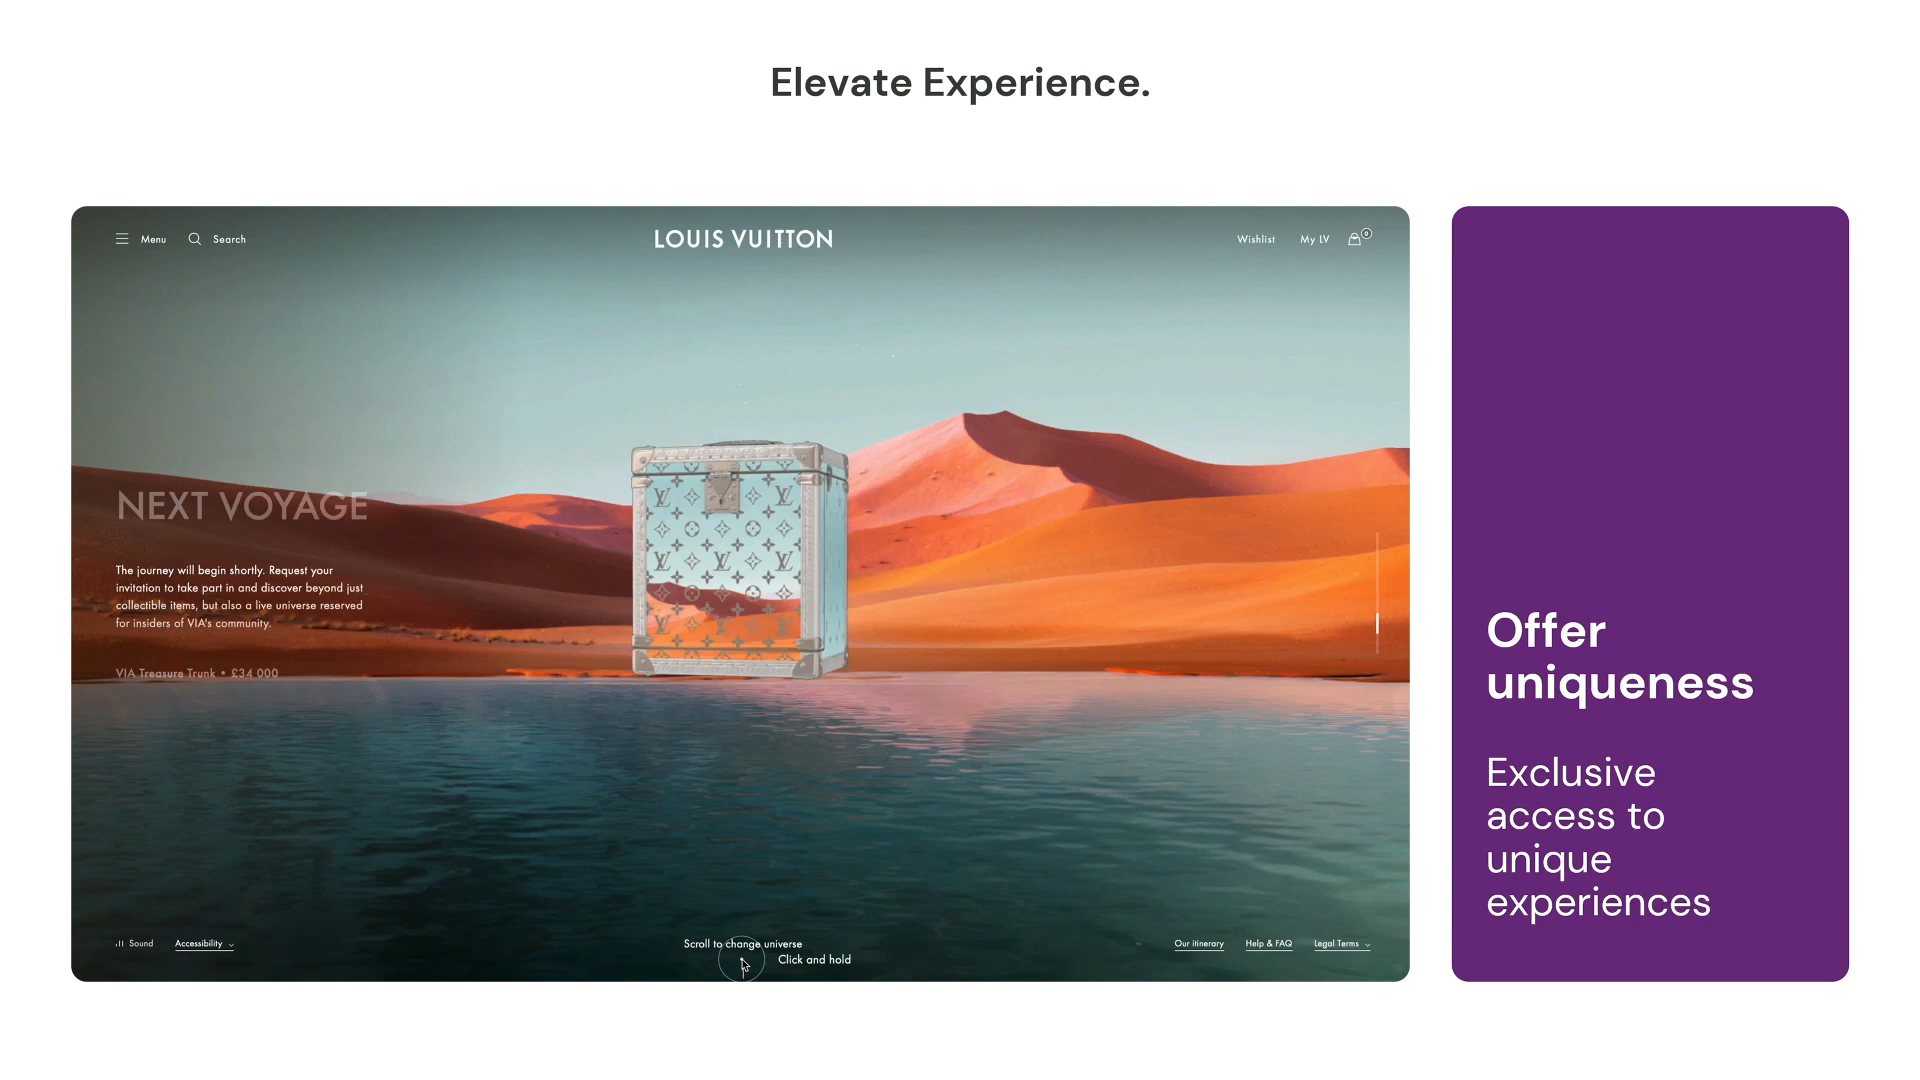 Elevate Experience.
Menu
Search
LOUIS VUITTON
Wishlist
My LV
0
NEXT VOYAGE
The journey will begin shortly. Request your
invitation to take part in and discover beyond just
collectible items, but also a live universe reserved
for insiders of VIA's community.
VIA Treasure Trunk • £34 000
Sound
Accessibility
Scroll to change universe
Click and hold
Our itinerary
Help & FAQ
Legal Terms
Offer
uniqueness
Exclusive
access to
unique
experiences